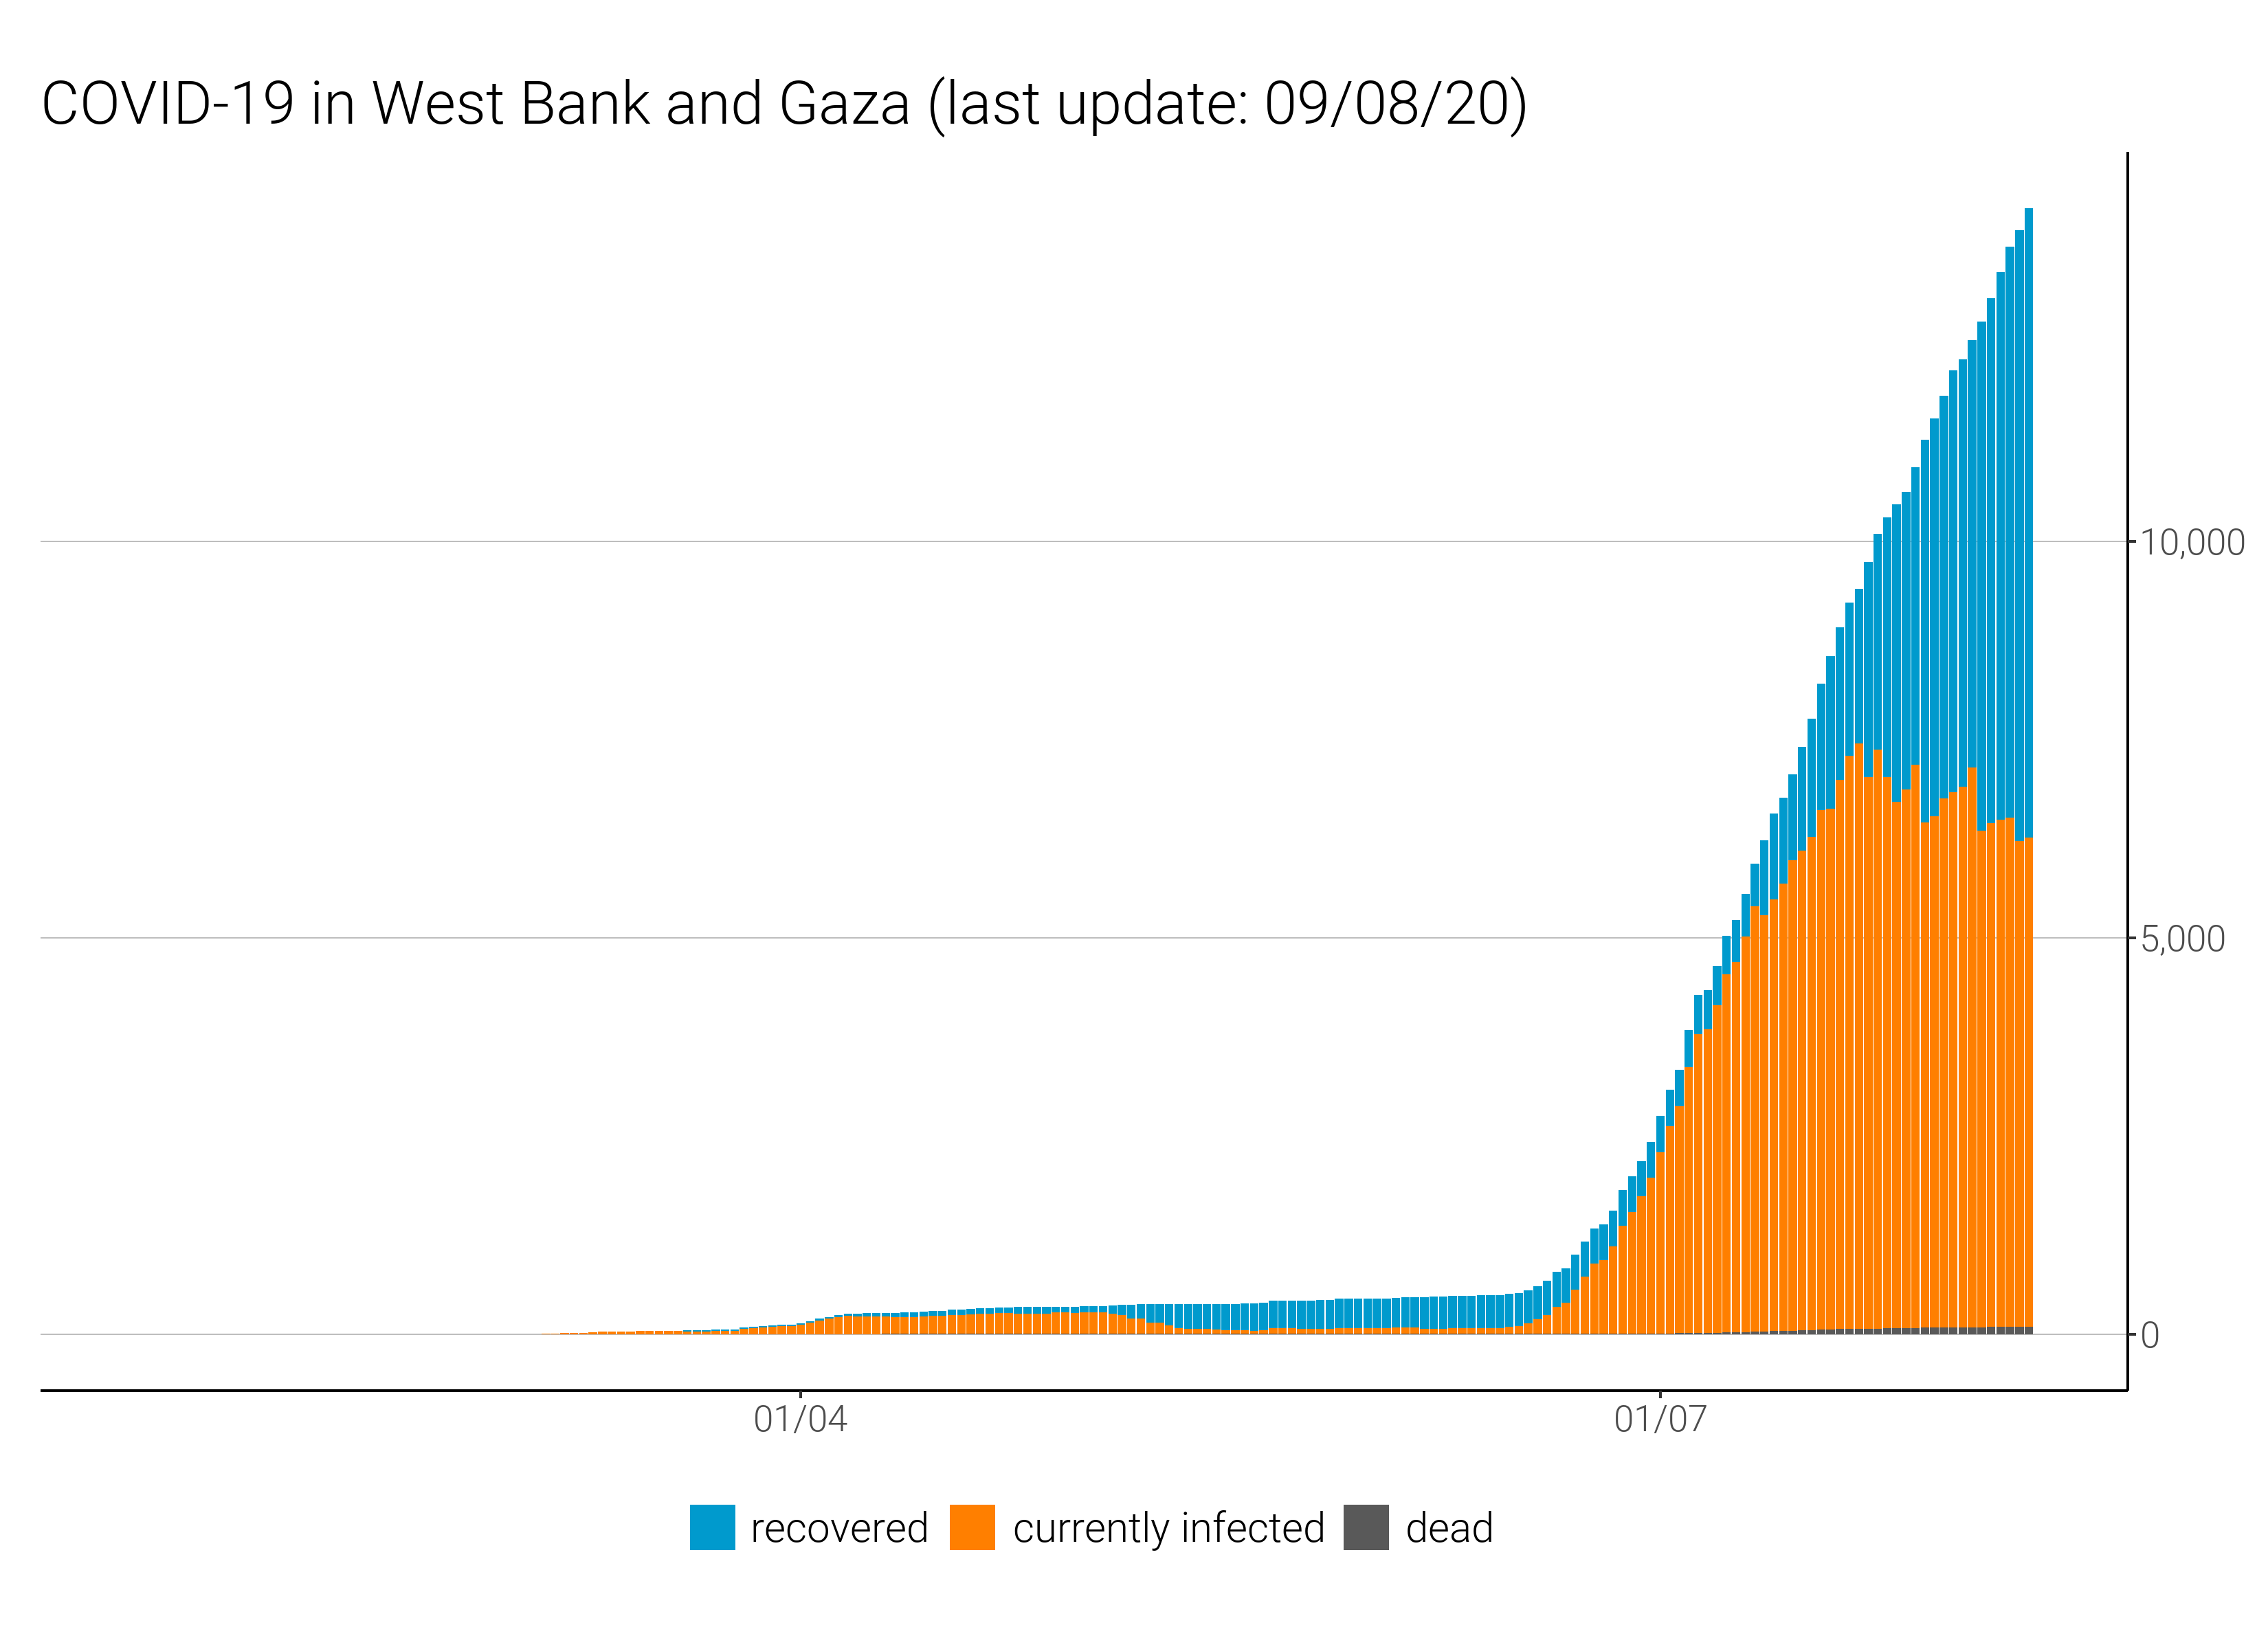 COVID-19 in West Bank and Gaza (last update: 09/08/20)
10,000
5,000
0
01/04 01/07
recovered currently infected dead